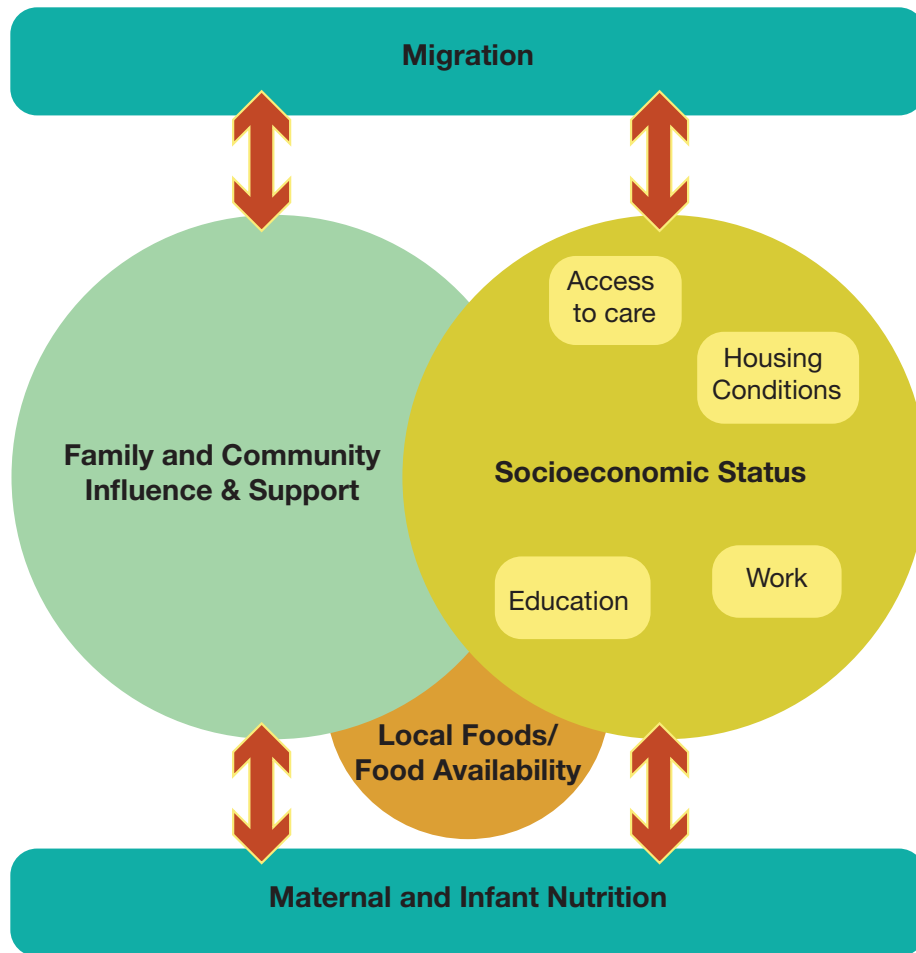 Migration
Access
to care
Housing
Conditions
Family and Community
Influence & Support
Socioeconomic Status
Education
Work
Local Foods/
Food Availability
Maternal and Infant Nutrition